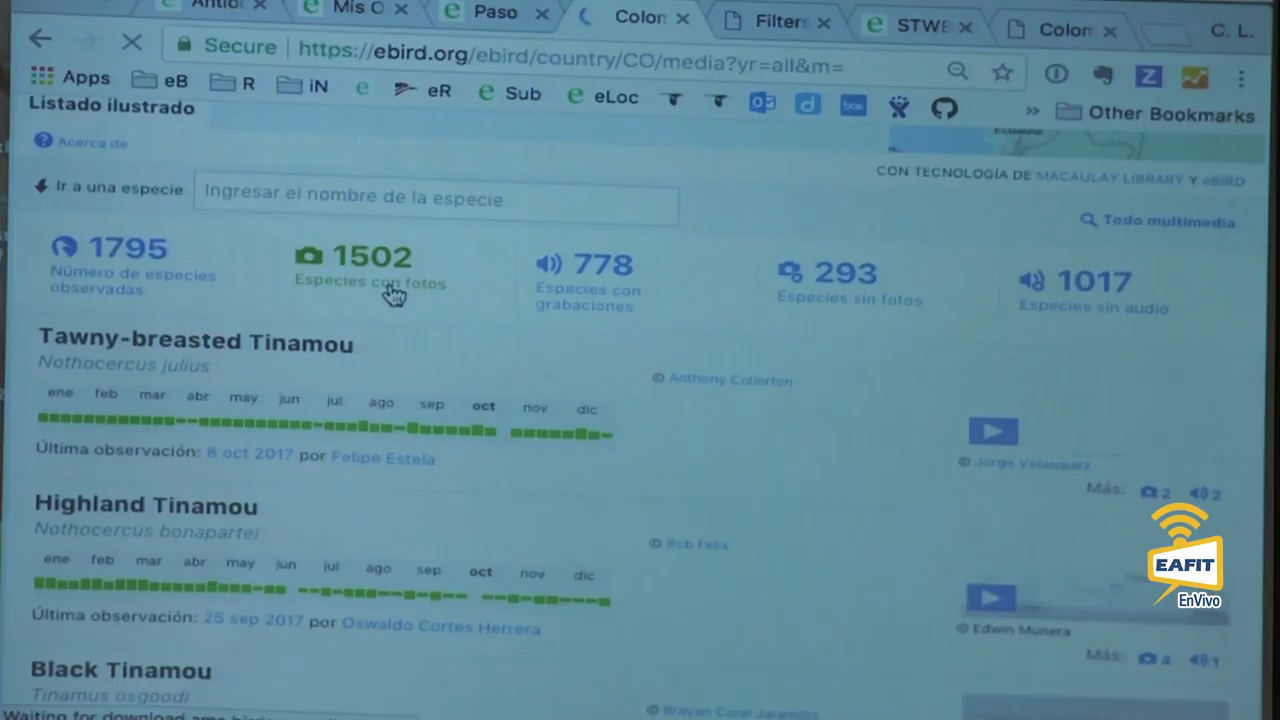 Mis C
Paso
Colon
Filters
STWE
Colon
C. L.
Secure https://ebird.org/ebird/country/CO/media?yr=all&m=
Apps eB R iN eR Sub eLoc Other Bookmarks
Listado ilustrado
Acerca de
CON TECNOLOGÍA DE MACAULAY LIBRARY Y eBIRD
Ir a una especie Ingresar el nombre de la especie
Todo multimedia
1795
Número de especies observadas
1502
Especies con fotos
778
Especies con grabaciones
293
Especies sin fotos
1017
Especies sin audio
Tawny-breasted Tinamou
Nothocercus julius
ene feb mar abr may jun jul ago sep oct nov dic
Última observación: 8 oct 2017 por Felipe Estela
© Anthony Collerton
© Jorge Velasquez
Más: 2 2
Highland Tinamou
Nothocercus bonapartei
ene feb mar abr may jun jul ago sep oct nov dic
Última observación: 25 sep 2017 por Oswaldo Cortes Herrera
© Rob Felix
© Edwin Munera
Más: 4 1
EAFIT
EnVivo
Black Tinamou
Tinamus osgoodi
© Brayan Coral Jaramillo
Waiting for download